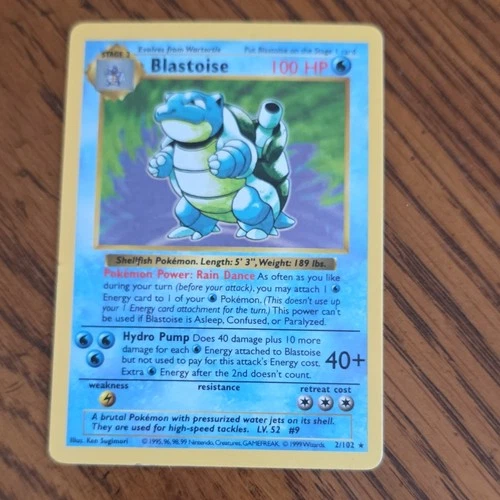 STAGE 2 Evolves from Wartortle Put Blastoise on the Stage 1 card
Blastoise 100 HP
Shellfish Pokémon. Length: 5' 3", Weight: 189 lbs.
Pokémon Power: Rain Dance As often as you like
during your turn (before your attack), you may attach 1
Energy card to 1 of your Pokémon. (This doesn't use up
your 1 Energy card attachment for the turn.) This power can't
be used if Blastoise is Asleep, Confused, or Paralyzed.
Hydro Pump Does 40 damage plus 10 more
damage for each Energy attached to Blastoise
but not used to pay for this attack's Energy cost.
Extra Energy after the 2nd doesn't count.
40+
weakness resistance retreat cost
A brutal Pokémon with pressurized water jets on its shell.
They are used for high-speed tackles. LV. 52 #9
Illus. Ken Sugimori © 1995, 96, 98, 99 Nintendo, Creatures, GAMEFREAK. © 1999 Wizards. 2/102 ★